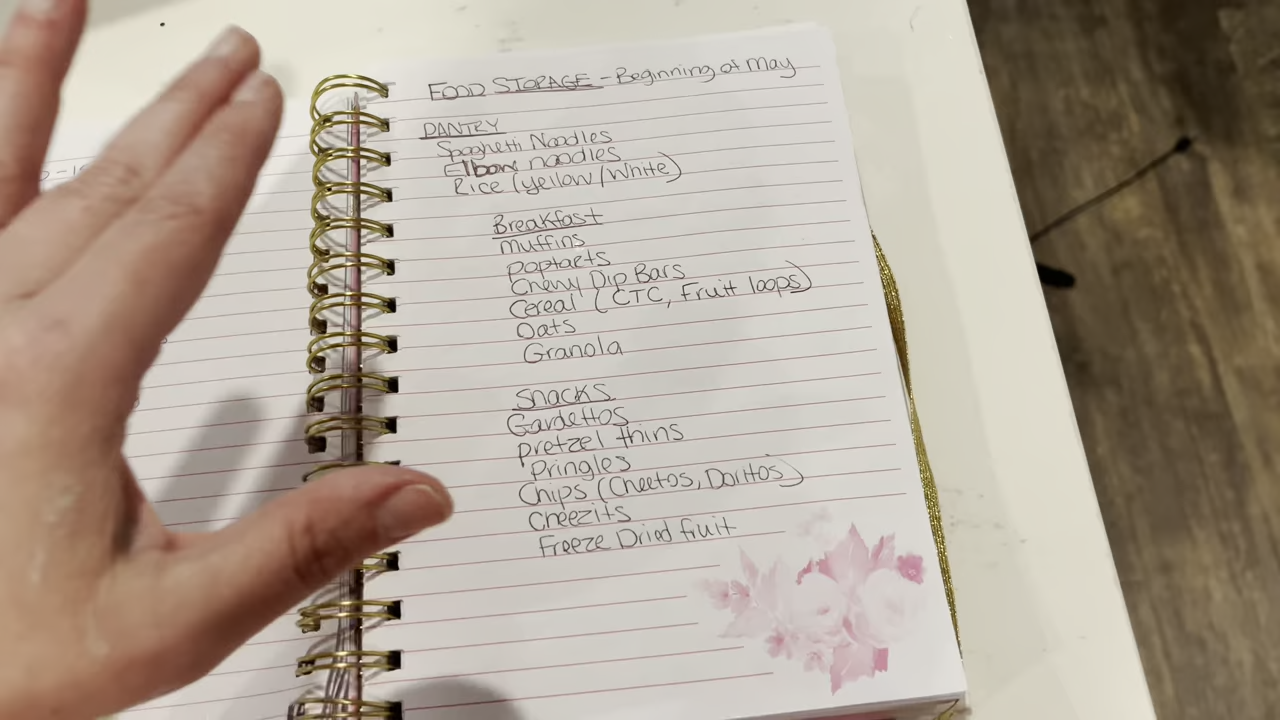 FOOD STORAGE - Beginning of May
PANTRY
Spaghetti Noodles
Elbow noodles
Rice (yellow/White)
Breakfast
Muffins
Poptarts
Chewy Dip Bars
Cereal (CTC, Fruit loops)
Oats
Granola
Snacks
Gardettos
Pretzel thins
Pringles
Chips (Cheetos, Doritos)
Cheezits
Freeze Dried fruit